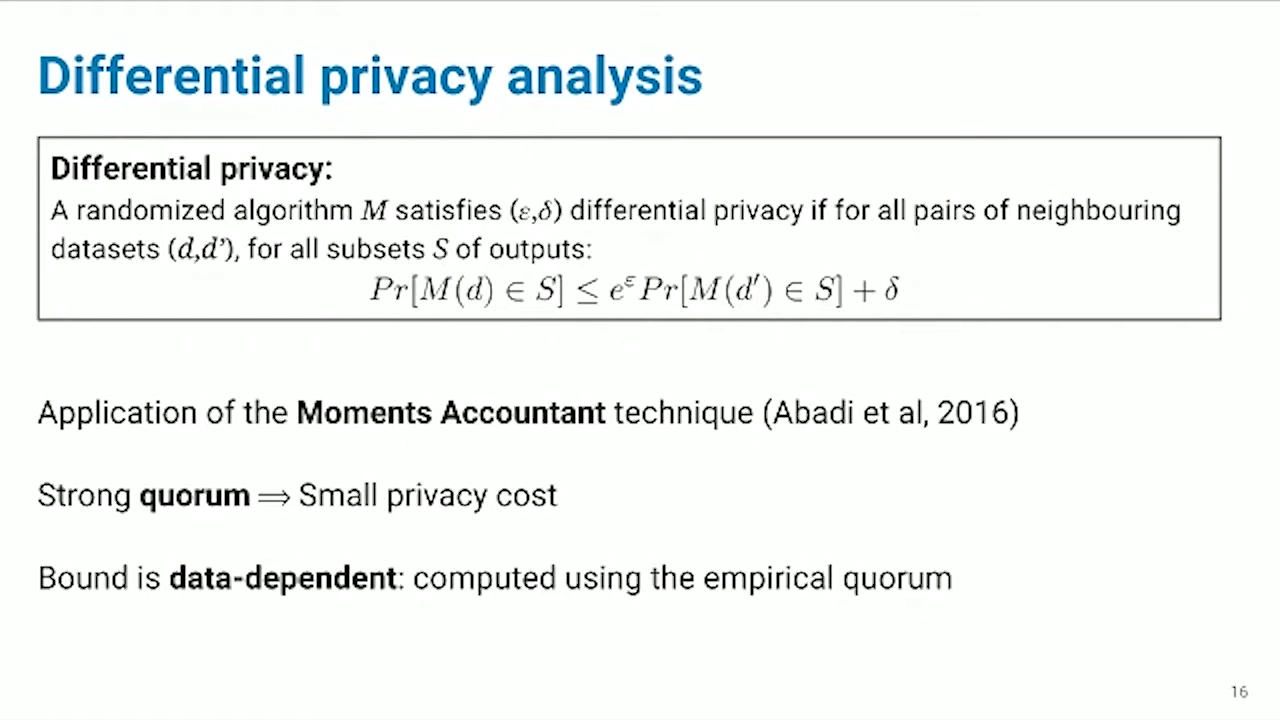 Differential privacy analysis
Differential privacy:
A randomized algorithm M satisfies (ε,δ) differential privacy if for all pairs of neighbouring
datasets (d,d’), for all subsets S of outputs:
Pr[M(d) ∈ S] ≤ e^ε Pr[M(d′) ∈ S] + δ
Application of the Moments Accountant technique (Abadi et al, 2016)
Strong quorum ⟹ Small privacy cost
Bound is data-dependent: computed using the empirical quorum
16